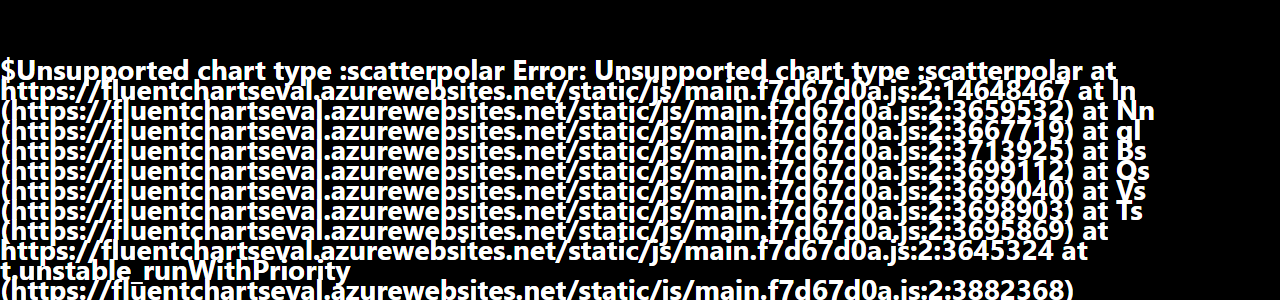 $Unsupported chart type :scatterpolar Error: Unsupported chart type :scatterpolar at
https://fluentchartseval.azurewebsites.net/static/js/main.f7d67d0a.js:2:14648467 at ln
(https://fluentchartseval.azurewebsites.net/static/js/main.f7d67d0a.js:2:3659532) at Nn
(https://fluentchartseval.azurewebsites.net/static/js/main.f7d67d0a.js:2:3667719) at gl
(https://fluentchartseval.azurewebsites.net/static/js/main.f7d67d0a.js:2:3713925) at Bs
(https://fluentchartseval.azurewebsites.net/static/js/main.f7d67d0a.js:2:3699112) at Qs
(https://fluentchartseval.azurewebsites.net/static/js/main.f7d67d0a.js:2:3699040) at Vs
(https://fluentchartseval.azurewebsites.net/static/js/main.f7d67d0a.js:2:3698903) at Ts
(https://fluentchartseval.azurewebsites.net/static/js/main.f7d67d0a.js:2:3695869) at
https://fluentchartseval.azurewebsites.net/static/js/main.f7d67d0a.js:2:3645324 at
t.unstable_runWithPriority
(https://fluentchartseval.azurewebsites.net/static/js/main.f7d67d0a.js:2:3882368)